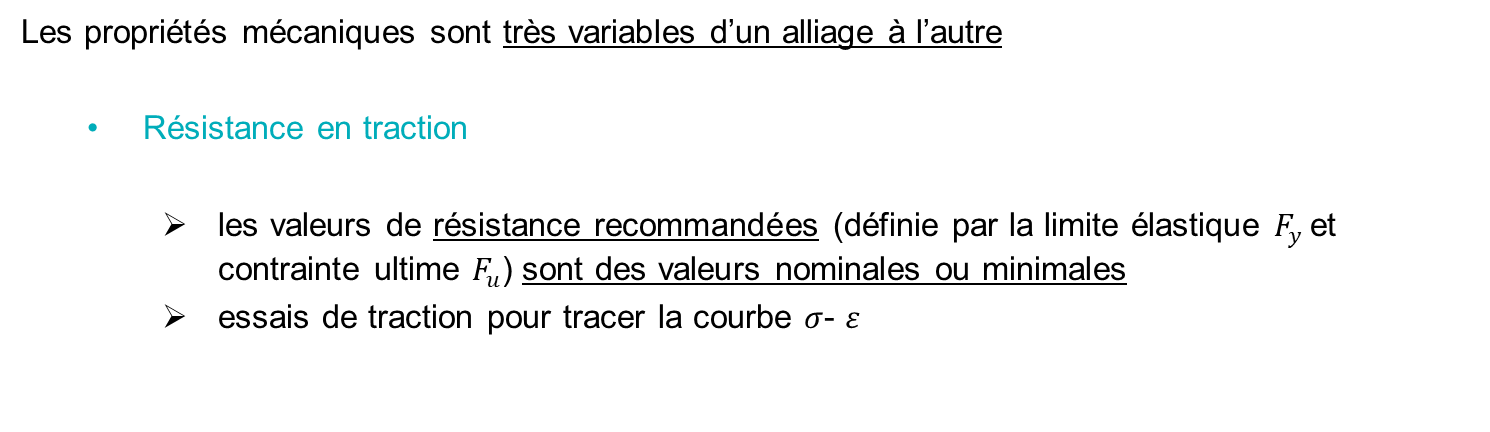 Les propriétés mécaniques sont très variables d’un alliage à l’autre
• Résistance en traction
➢ les valeurs de résistance recommandées (définie par la limite élastique F_y et
contrainte ultime F_u) sont des valeurs nominales ou minimales
➢ essais de traction pour tracer la courbe σ- ε